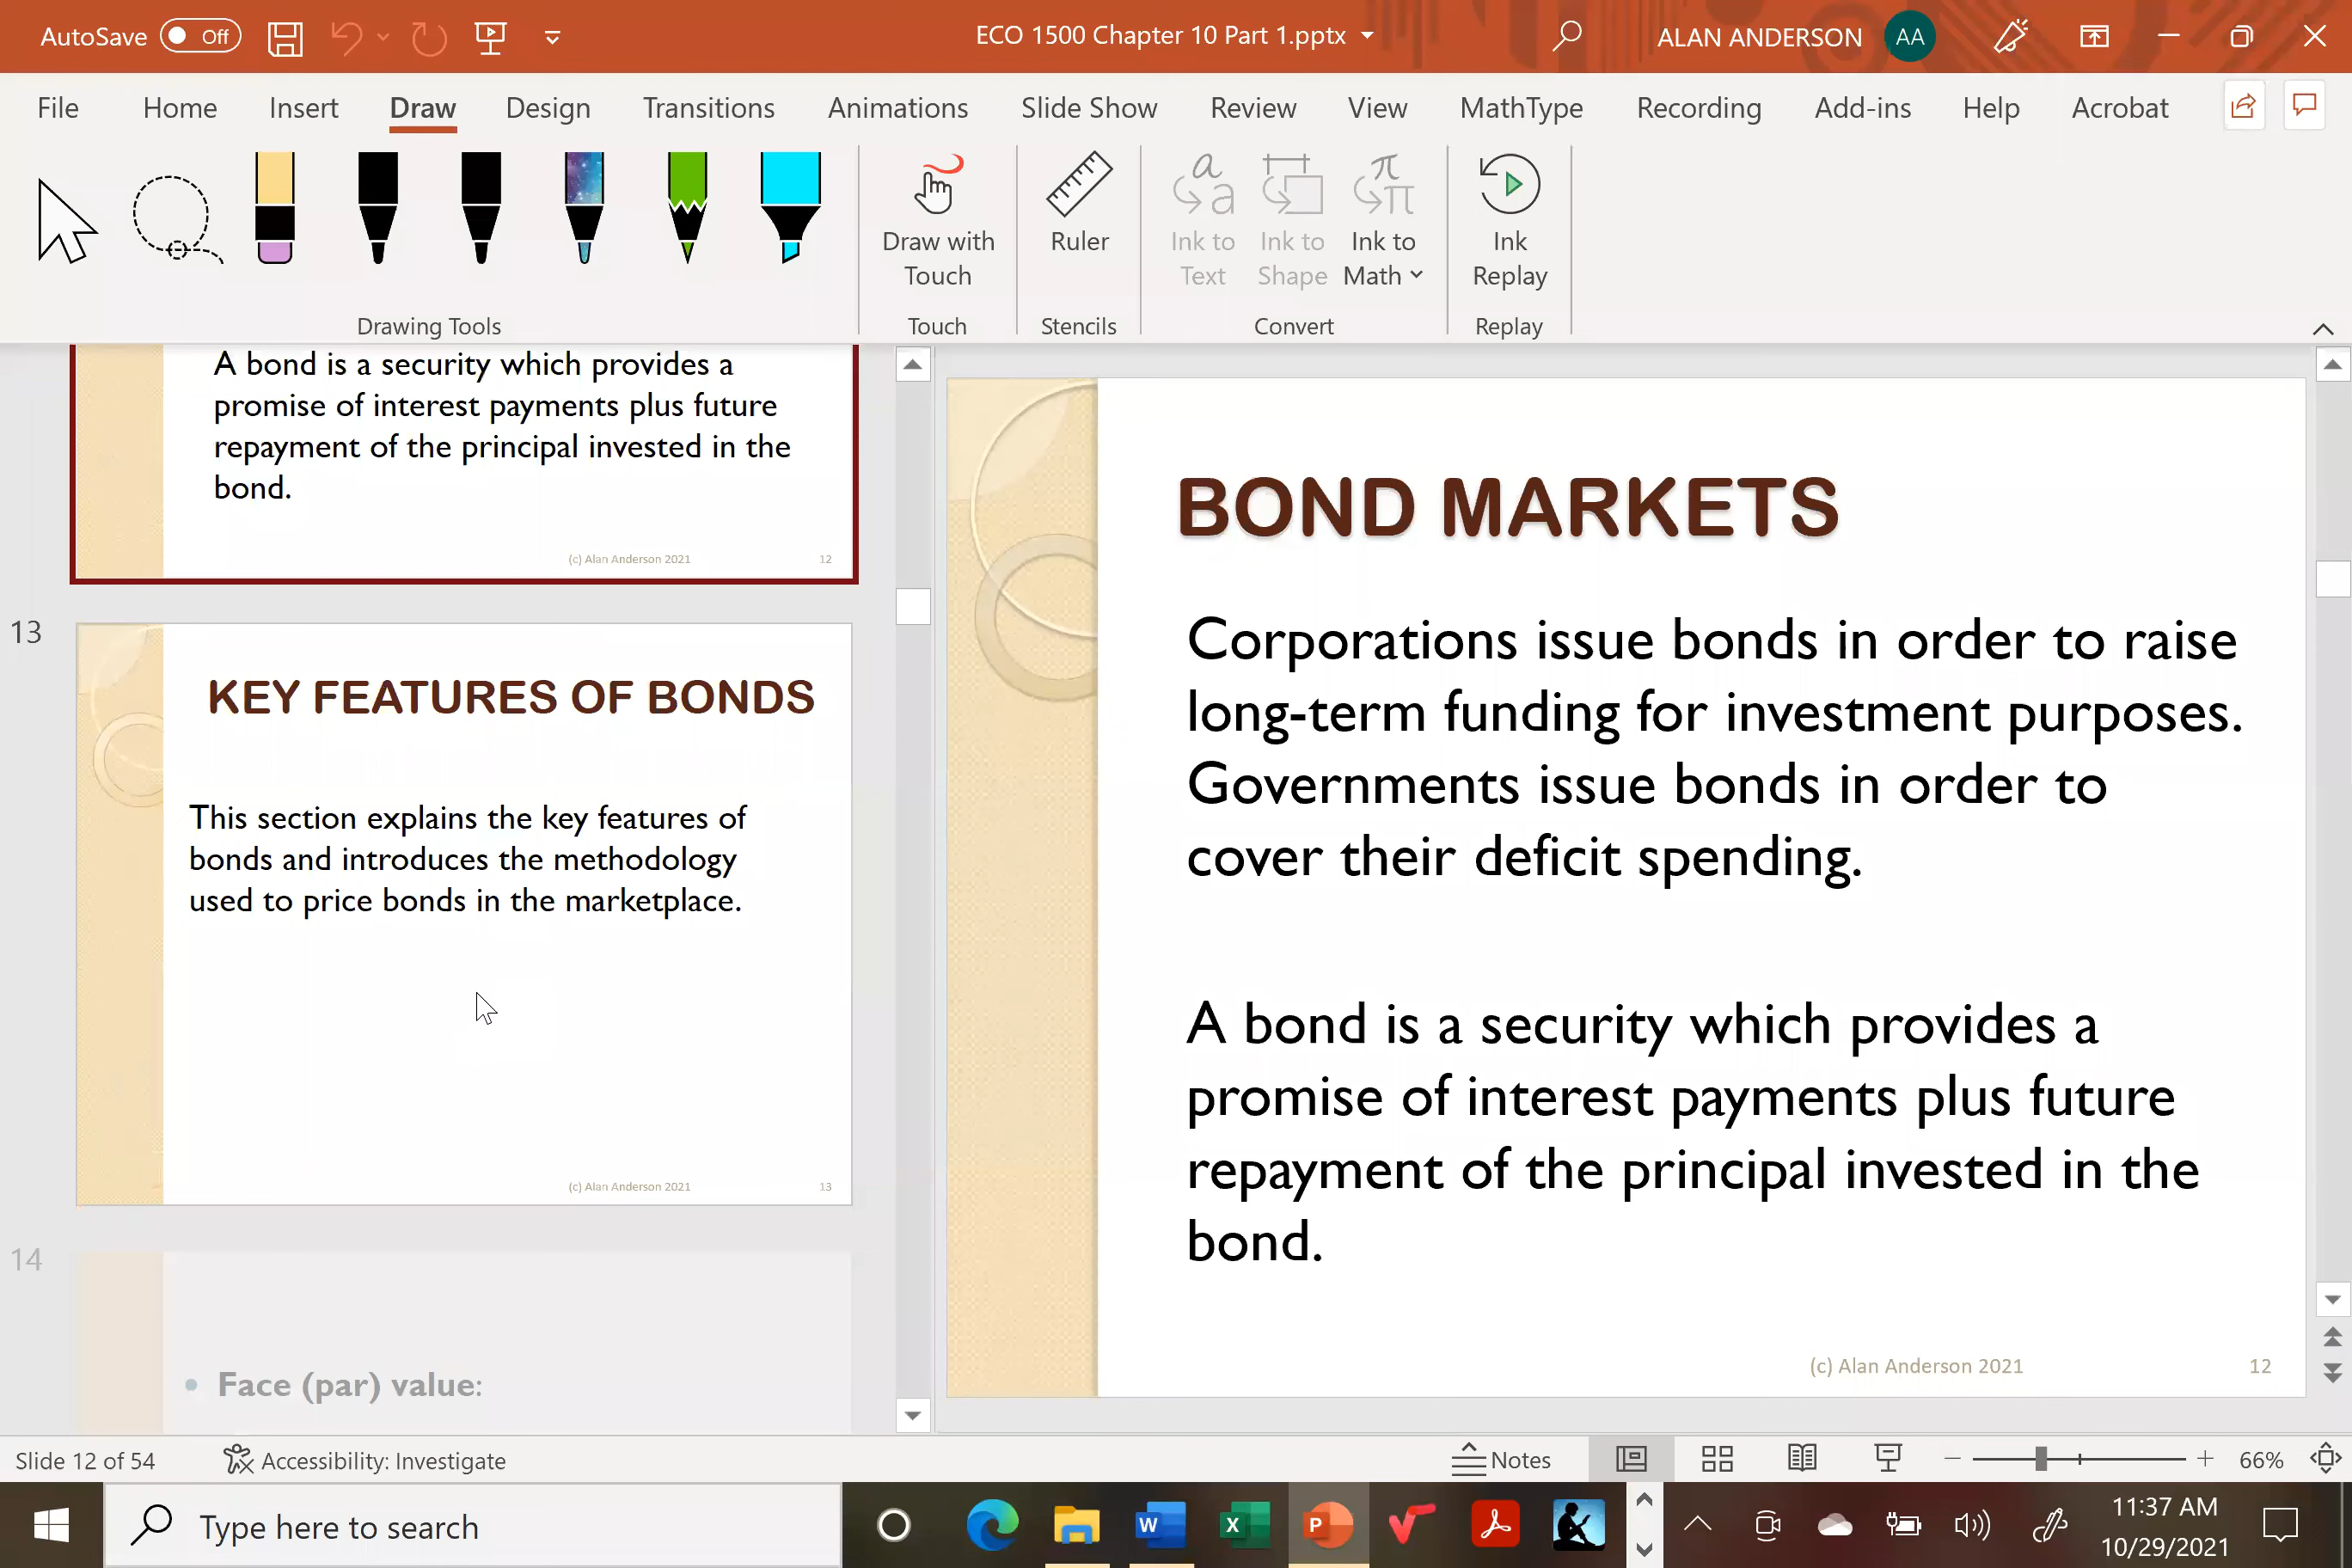 AutoSave Off
ECO 1500 Chapter 10 Part 1.pptx
ALAN ANDERSON AA
File Home Insert Draw Design Transitions Animations Slide Show Review View MathType Recording Add-ins Help Acrobat
Draw with
Touch
Ruler
Ink to
Text
Ink to
Shape
Ink to
Math
Ink
Replay
Drawing Tools Touch Stencils Convert Replay
A bond is a security which provides a
promise of interest payments plus future
repayment of the principal invested in the
bond.
(c) Alan Anderson 2021 12
13
KEY FEATURES OF BONDS
This section explains the key features of
bonds and introduces the methodology
used to price bonds in the marketplace.
(c) Alan Anderson 2021 13
14
• Face (par) value:
BOND MARKETS
Corporations issue bonds in order to raise
long-term funding for investment purposes.
Governments issue bonds in order to
cover their deficit spending.
A bond is a security which provides a
promise of interest payments plus future
repayment of the principal invested in the
bond.
(c) Alan Anderson 2021 12
Slide 12 of 54 Accessibility: Investigate Notes 66%
Type here to search
11:37 AM
10/29/2021